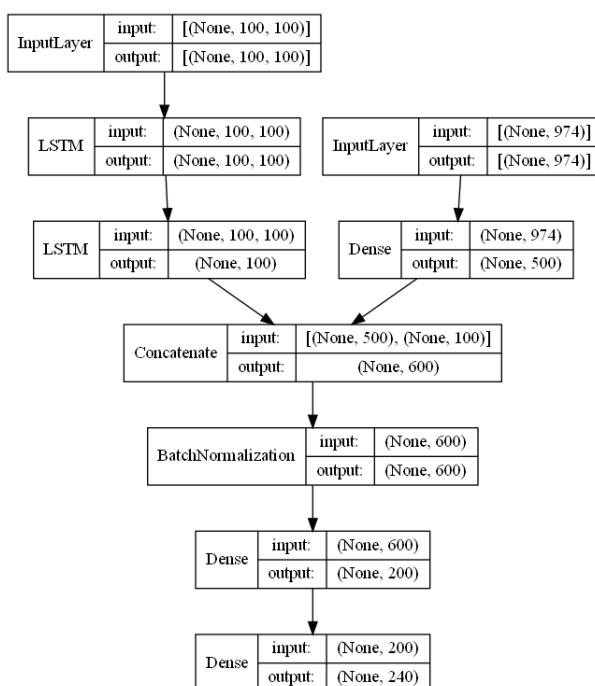 InputLayer input: [(None, 100, 100)]
output: [(None, 100, 100)]
LSTM input: (None, 100, 100)
output: (None, 100, 100)
InputLayer input: [(None, 974)]
output: [(None, 974)]
LSTM input: (None, 100, 100)
output: (None, 100)
Dense input: (None, 974)
output: (None, 500)
Concatenate input: [(None, 500), (None, 100)]
output: (None, 600)
BatchNormalization input: (None, 600)
output: (None, 600)
Dense input: (None, 600)
output: (None, 200)
Dense input: (None, 200)
output: (None, 240)